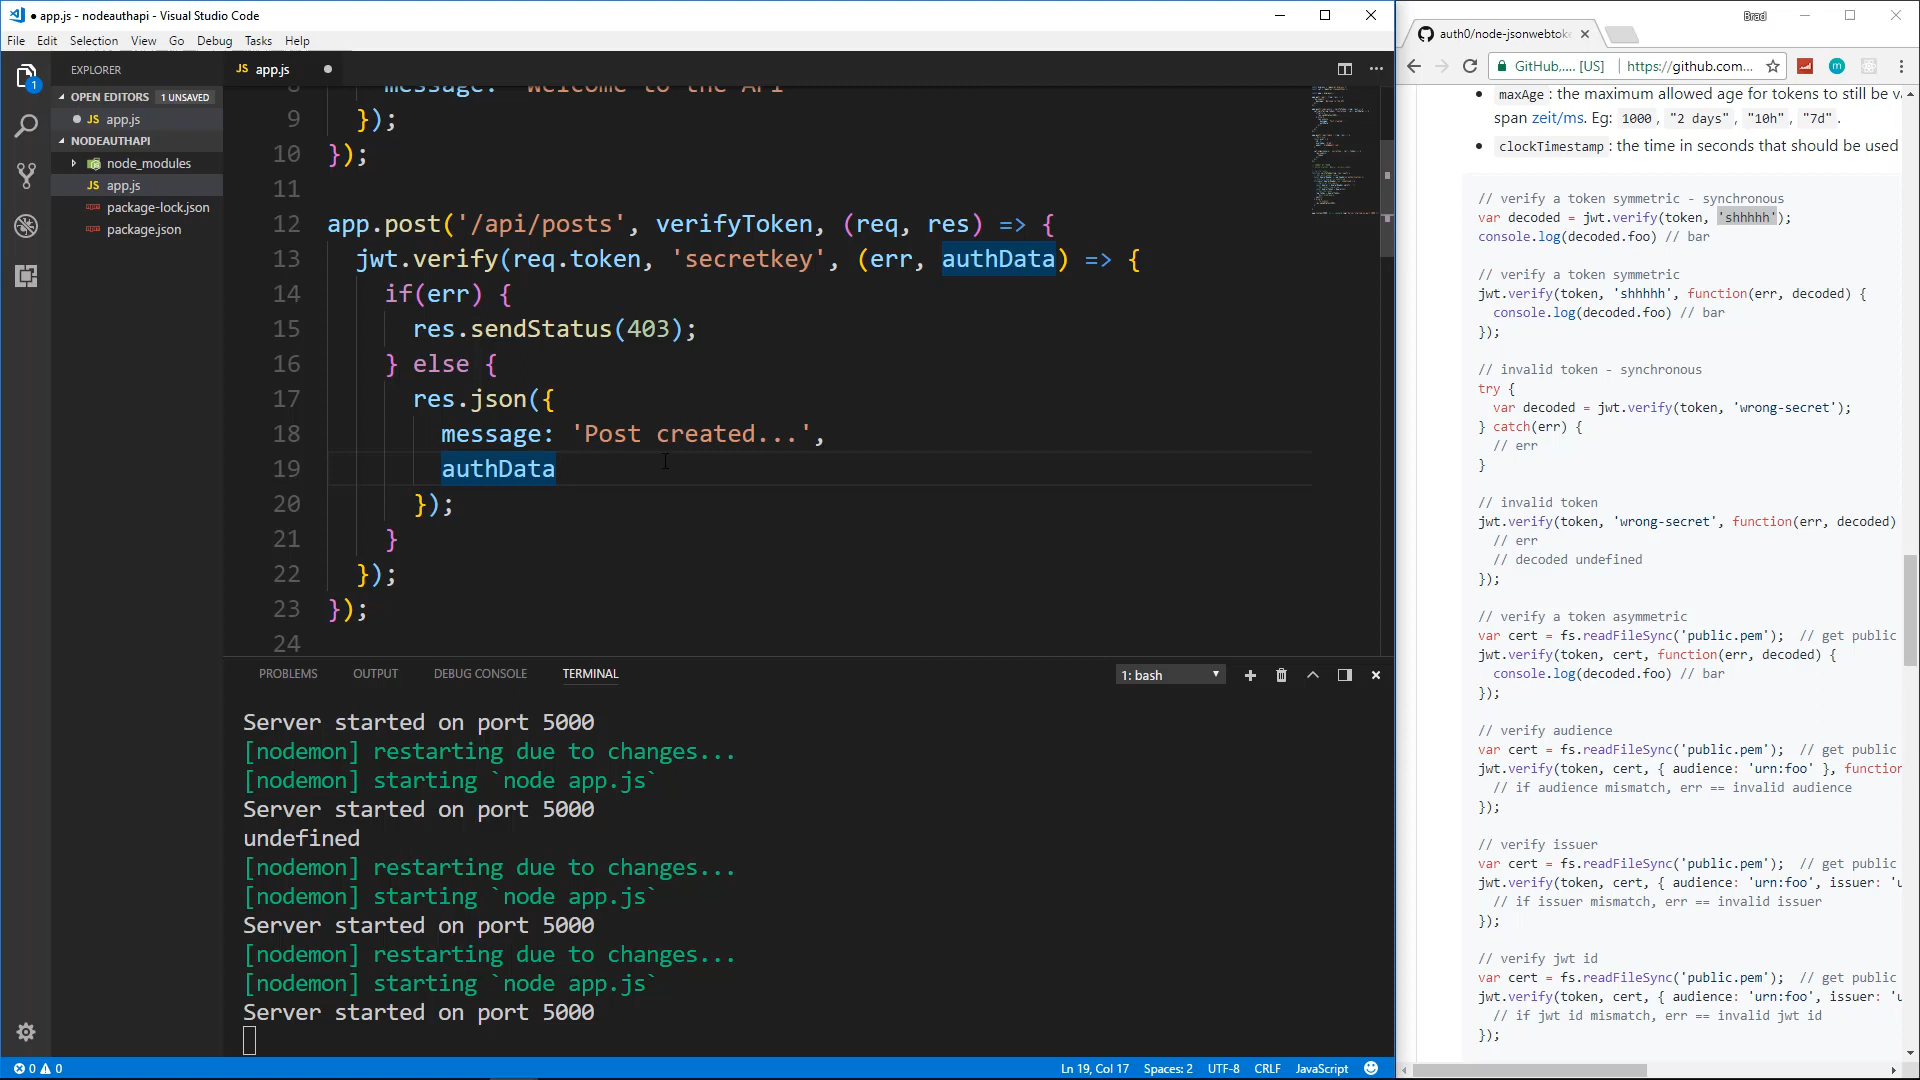 ● app.js - nodeauthapi - Visual Studio Code
File Edit Selection View Go Debug Tasks Help
EXPLORER
OPEN EDITORS 1 UNSAVED
● app.js
NODEAUTHAPI
node_modules
JS app.js
package-lock.json
package.json
1
JS app.js ●
message: 'Welcome to the API'
9 });
10 });
11
12 app.post('/api/posts', verifyToken, (req, res) => {
13 jwt.verify(req.token, 'secretkey', (err, authData) => {
14 if(err) {
15 res.sendStatus(403);
16 } else {
17 res.json({
18 message: 'Post created...',
19 authData
20 });
21 }
22 });
23 });
24
PROBLEMS OUTPUT DEBUG CONSOLE TERMINAL 1: bash
Server started on port 5000
[nodemon] restarting due to changes...
[nodemon] starting `node app.js`
Server started on port 5000
undefined
[nodemon] restarting due to changes...
[nodemon] starting `node app.js`
Server started on port 5000
[nodemon] restarting due to changes...
[nodemon] starting `node app.js`
Server started on port 5000
0 0 Ln 19, Col 17 Spaces: 2 UTF-8 CRLF JavaScript
Brad
auth0/node-jsonwebtoke
GitHub,.... [US] https://github.com...
• maxAge : the maximum allowed age for tokens to still be va
span zeit/ms. Eg: 1000 , "2 days" , "10h" , "7d" .
• clockTimestamp : the time in seconds that should be used
// verify a token symmetric - synchronous
var decoded = jwt.verify(token, 'shhhhh');
console.log(decoded.foo) // bar
// verify a token symmetric
jwt.verify(token, 'shhhhh', function(err, decoded) {
console.log(decoded.foo) // bar
});
// invalid token - synchronous
try {
var decoded = jwt.verify(token, 'wrong-secret');
} catch(err) {
// err
}
// invalid token
jwt.verify(token, 'wrong-secret', function(err, decoded)
// err
// decoded undefined
});
// verify a token asymmetric
var cert = fs.readFileSync('public.pem'); // get public
jwt.verify(token, cert, function(err, decoded) {
console.log(decoded.foo) // bar
});
// verify audience
var cert = fs.readFileSync('public.pem'); // get public
jwt.verify(token, cert, { audience: 'urn:foo' }, function
// if audience mismatch, err == invalid audience
});
// verify issuer
var cert = fs.readFileSync('public.pem'); // get public
jwt.verify(token, cert, { audience: 'urn:foo', issuer: 'u
// if issuer mismatch, err == invalid issuer
});
// verify jwt id
var cert = fs.readFileSync('public.pem'); // get public
jwt.verify(token, cert, { audience: 'urn:foo', issuer: 'u
// if jwt id mismatch, err == invalid jwt id
});